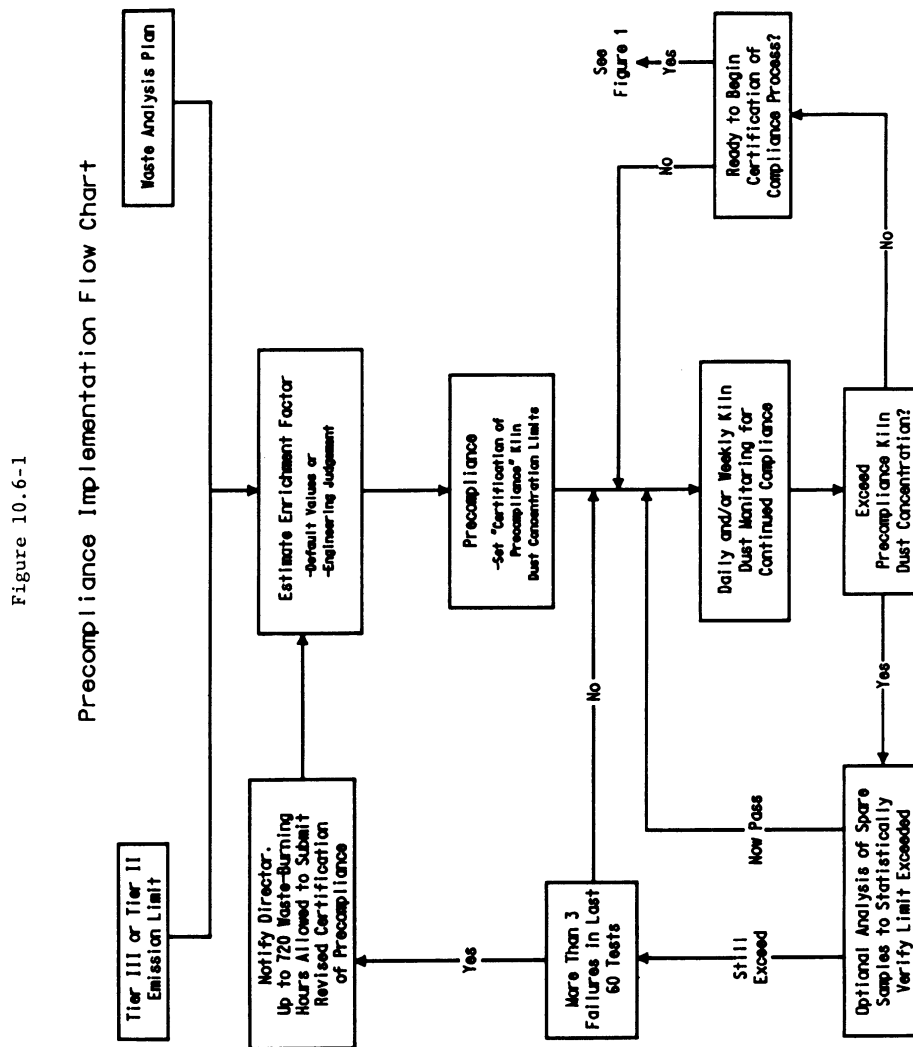 Figure 10.6-1
Precompliance Implementation Flow Chart
Tier III or Tier II
Emission Limit
Waste Analysis Plan
Notify Director.
Up to 720 Waste-Burning
Hours Allowed to Submit
Revised Certification
of Precompliance
Estimate Enrichment Factor
-Default Values or
-Engineering Judgement
Precompliance
-Set "Certification of
Precompliance" Kiln
Dust Concentration Limits
Yes
More Than 3
Failures in Last
60 Tests
No
No
See
Figure 1
Yes
Ready to Begin
Certification of
Compliance Process?
Daily and/or Weekly Kiln
Dust Monitoring for
Continued Compliance
Still
Exceed
Now Pass
No
Optional Analysis of Spare
Samples to Statistically
Verify Limit Exceeded
Yes
Exceed
Precompliance Kiln
Dust Concentration?